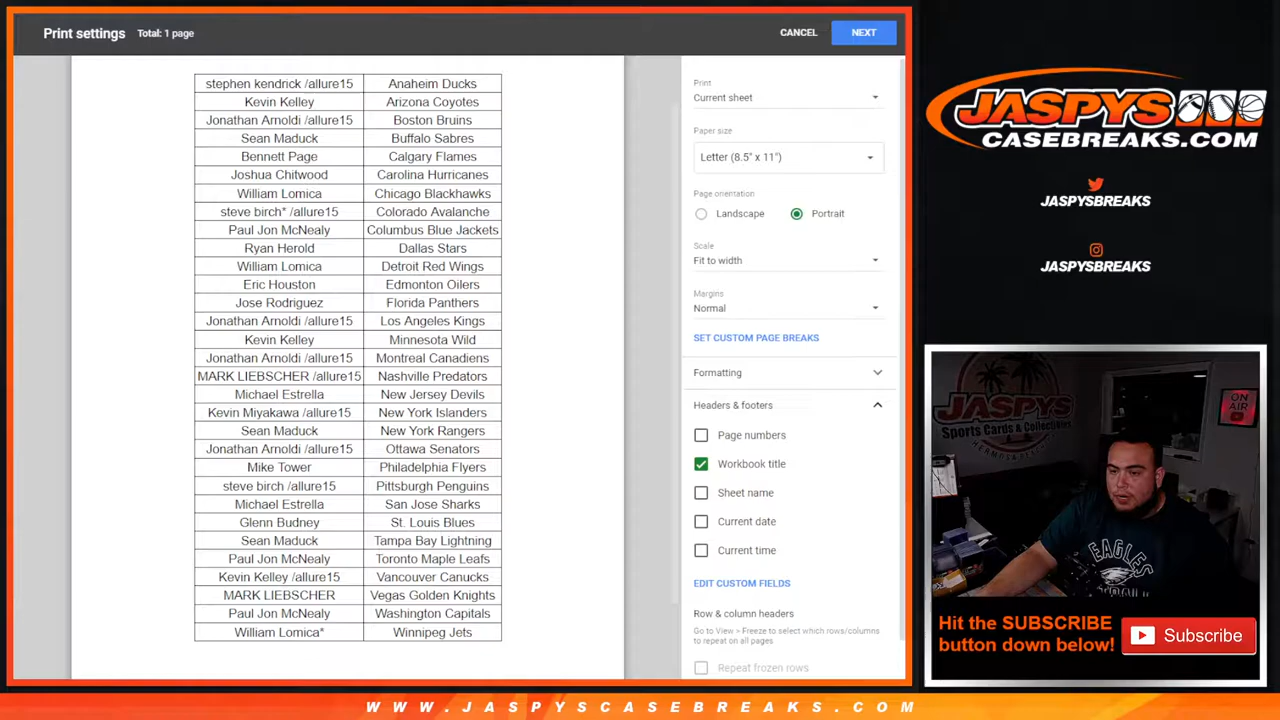 Print settings Total: 1 page CANCEL NEXT
stephen kendrick /allure15 Anaheim Ducks
Kevin Kelley Arizona Coyotes
Jonathan Arnoldi /allure15 Boston Bruins
Sean Maduck Buffalo Sabres
Bennett Page Calgary Flames
Joshua Chitwood Carolina Hurricanes
William Lomica Chicago Blackhawks
steve birch* /allure15 Colorado Avalanche
Paul Jon McNealy Columbus Blue Jackets
Ryan Herold Dallas Stars
William Lomica Detroit Red Wings
Eric Houston Edmonton Oilers
Jose Rodriguez Florida Panthers
Jonathan Arnoldi /allure15 Los Angeles Kings
Kevin Kelley Minnesota Wild
Jonathan Arnoldi /allure15 Montreal Canadiens
MARK LIEBSCHER /allure15 Nashville Predators
Michael Estrella New Jersey Devils
Kevin Miyakawa /allure15 New York Islanders
Sean Maduck New York Rangers
Jonathan Arnoldi /allure15 Ottawa Senators
Mike Tower Philadelphia Flyers
steve birch /allure15 Pittsburgh Penguins
Michael Estrella San Jose Sharks
Glenn Budney St. Louis Blues
Sean Maduck Tampa Bay Lightning
Paul Jon McNealy Toronto Maple Leafs
Kevin Kelley /allure15 Vancouver Canucks
MARK LIEBSCHER Vegas Golden Knights
Paul Jon McNealy Washington Capitals
William Lomica* Winnipeg Jets
Print
Current sheet
Paper size
Letter (8.5" x 11")
Page orientation
Landscape Portrait
Scale
Fit to width
Margins
Normal
SET CUSTOM PAGE BREAKS
Formatting
Headers & footers
Page numbers
Workbook title
Sheet name
Current date
Current time
EDIT CUSTOM FIELDS
Row & column headers
Go to View > Freeze to select which rows/columns
to repeat on all pages
Repeat frozen rows
JASPYS
CASEBREAKS.COM
JASPYSBREAKS
JASPYSBREAKS
JASPYS
Sports Cards & Collectibles
HERMOSA BEACH
ON
AIR
EAGLES
FOOTBALL
Hit the SUBSCRIBE
button down below!
Subscribe
WWW.JASPYSCASEBREAKS.COM